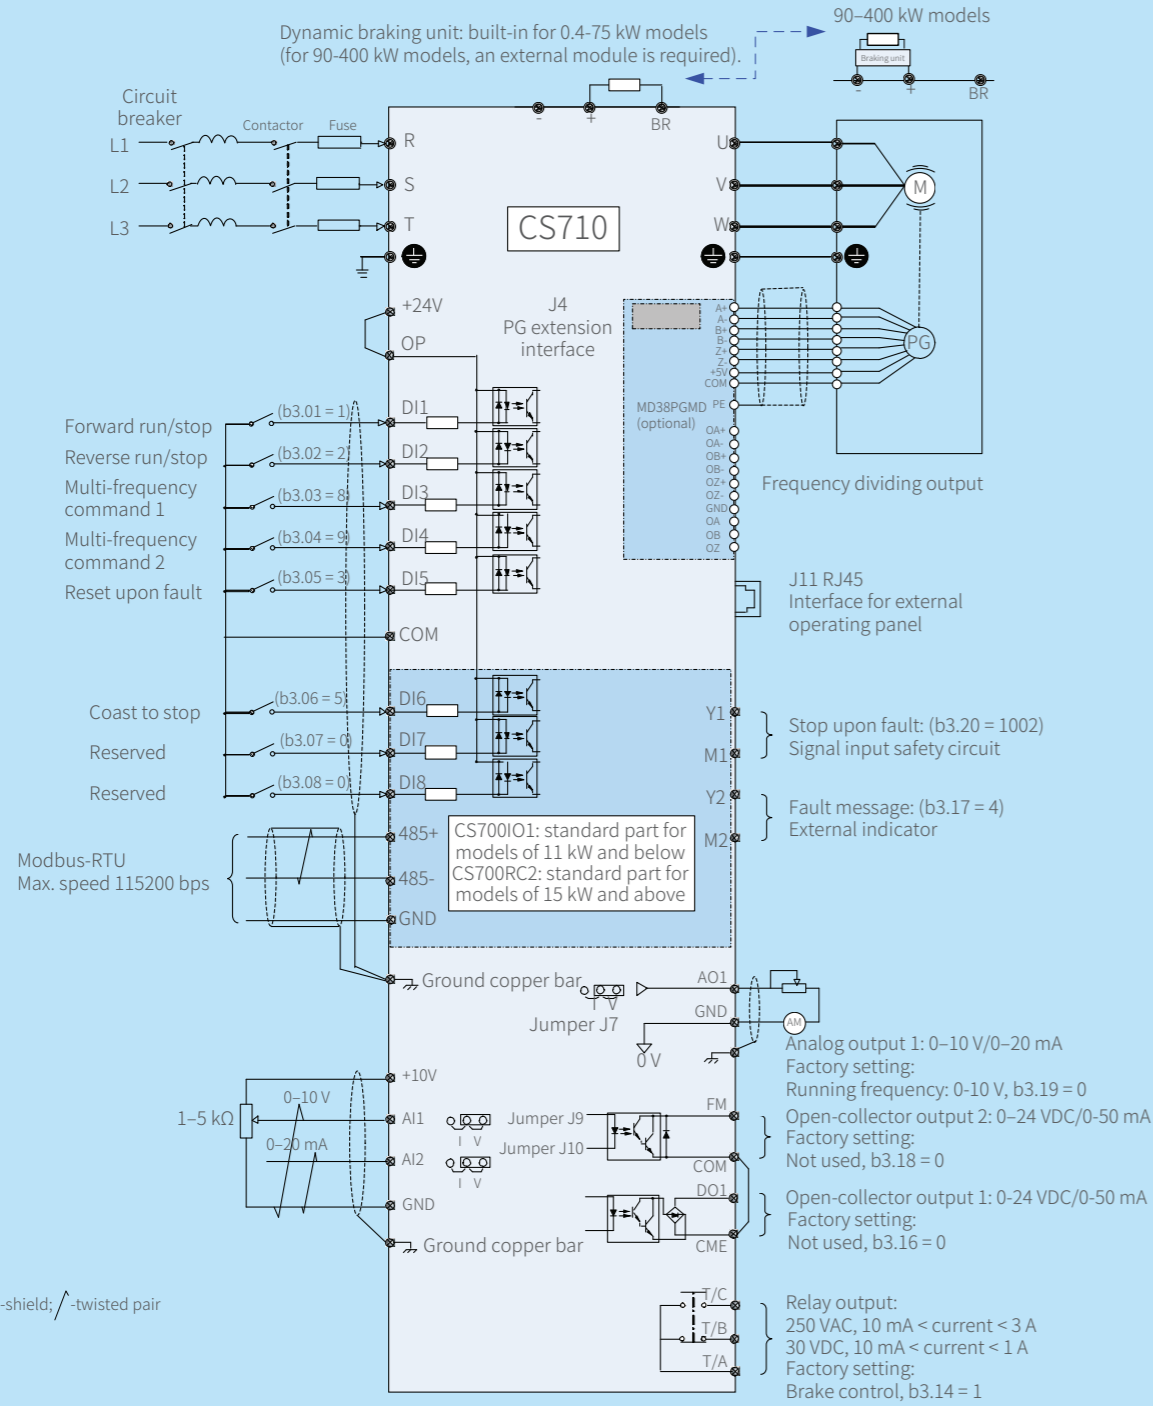 Dynamic braking unit: built-in for 0.4-75 kW models
(for 90-400 kW models, an external module is required).
90–400 kW models
Braking unit
-
+
BR
-
+
BR
Circuit
breaker
Contactor
Fuse
L1
L2
L3
R
S
T
CS710
U
V
W
M
+24V
OP
J4
PG extension
interface
A+
A-
B+
B-
Z+
Z-
+5V
COM
PE
MD38PGMD
(optional)
OA+
OA-
OB+
OB-
OZ+
OZ-
GND
OA
OB
OZ
PG
Frequency dividing output
Forward run/stop
(b3.01 = 1)
DI1
Reverse run/stop
(b3.02 = 2)
DI2
Multi-frequency
command 1
(b3.03 = 8)
DI3
Multi-frequency
command 2
(b3.04 = 9)
DI4
Reset upon fault
(b3.05 = 3)
DI5
COM
J11 RJ45
Interface for external
operating panel
Coast to stop
(b3.06 = 5)
DI6
Reserved
(b3.07 = 0)
DI7
Reserved
(b3.08 = 0)
DI8
Y1
M1
Stop upon fault: (b3.20 = 1002)
Signal input safety circuit
Y2
M2
Fault message: (b3.17 = 4)
External indicator
Modbus-RTU
Max. speed 115200 bps
485+
485-
GND
CS700IO1: standard part for
models of 11 kW and below
CS700RC2: standard part for
models of 15 kW and above
Ground copper bar
I V
Jumper J7
AO1
GND
0 V
AM
Analog output 1: 0–10 V/0–20 mA
Factory setting:
Running frequency: 0-10 V, b3.19 = 0
+10V
0–10 V
1–5 kΩ
AI1
0–20 mA
AI2
GND
Jumper J9
I V
Jumper J10
I V
FM
COM
Open-collector output 2: 0–24 VDC/0-50 mA
Factory setting:
Not used, b3.18 = 0
DO1
CME
Open-collector output 1: 0-24 VDC/0-50 mA
Factory setting:
Not used, b3.16 = 0
Ground copper bar
-shield; -twisted pair
T/C
T/B
T/A
Relay output:
250 VAC, 10 mA < current < 3 A
30 VDC, 10 mA < current < 1 A
Factory setting:
Brake control, b3.14 = 1